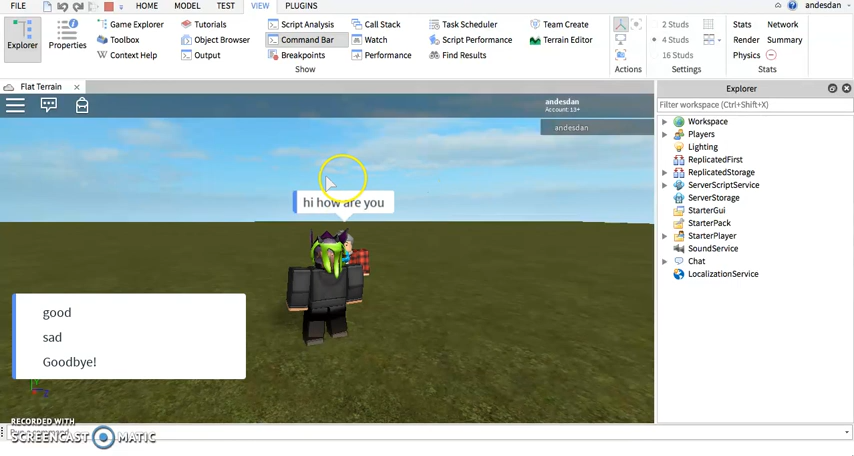 FILE HOME MODEL TEST VIEW PLUGINS andesdan
Explorer
Properties
Game Explorer Tutorials
Toolbox Object Browser
Context Help Output
Script Analysis Call Stack Task Scheduler Team Create
Command Bar Watch Script Performance Terrain Editor
Breakpoints Performance Find Results
Show
Actions
2 Studs
4 Studs
16 Studs
Settings
Stats Network
Render Summary
Physics
Stats
Flat Terrain
Explorer
Filter workspace (Ctrl+Shift+X)
andesdan
Account: 13+
andesdan
hi how are you
good
sad
Goodbye!
Workspace
Players
Lighting
ReplicatedFirst
ReplicatedStorage
ServerScriptService
ServerStorage
StarterGui
StarterPack
StarterPlayer
SoundService
Chat
LocalizationService
RECORDED WITH
SCREENCAST MATIC